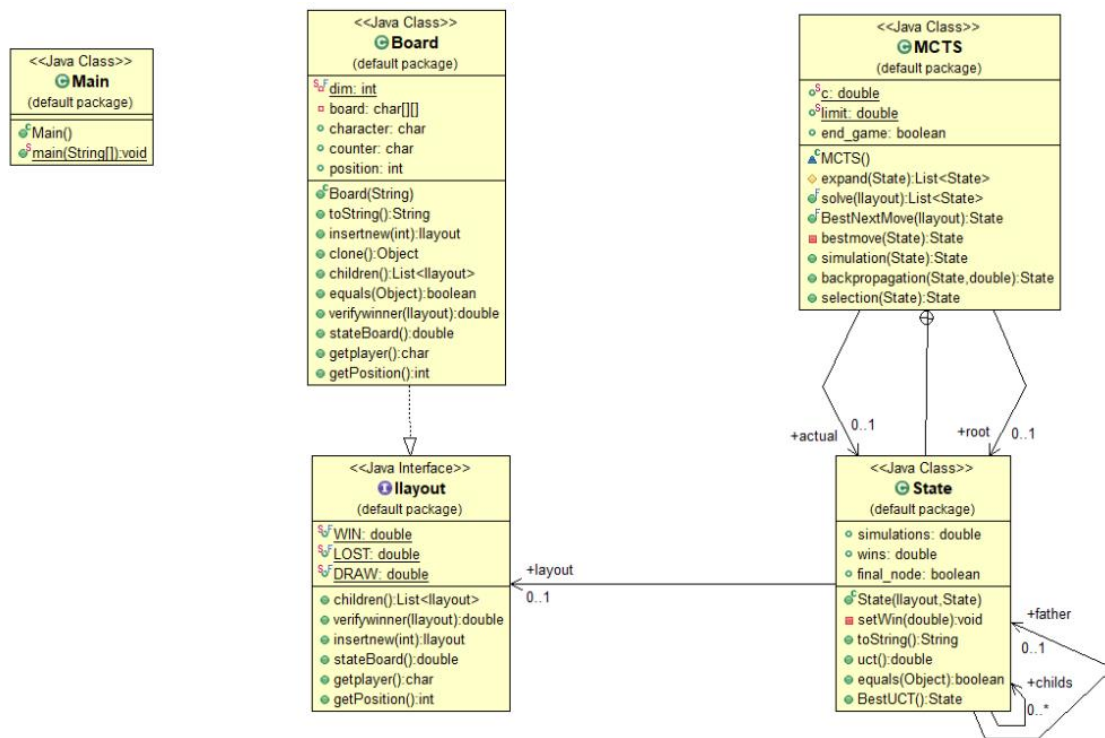 <<Java Class>>
Main
(default package)
Main()
main(String[]):void
<<Java Class>>
Board
(default package)
dim: int
board: char[][]
character: char
counter: char
position: int
Board(String)
toString():String
insertnew(int):Ilayout
clone():Object
children():List<Ilayout>
equals(Object):boolean
verifywinner(Ilayout):double
stateBoard():double
getplayer():char
getPosition():int
<<Java Class>>
MCTS
(default package)
c: double
limit: double
end_game: boolean
MCTS()
expand(State):List<State>
solve(Ilayout):List<State>
BestNextMove(Ilayout):State
bestmove(State):State
simulation(State):State
backpropagation(State,double):State
selection(State):State
+actual
0..1
+root
0..1
<<Java Interface>>
Ilayout
(default package)
WIN: double
LOST: double
DRAW: double
children():List<Ilayout>
verifywinner(Ilayout):double
insertnew(int):Ilayout
stateBoard():double
getplayer():char
getPosition():int
+layout
0..1
<<Java Class>>
State
(default package)
simulations: double
wins: double
final_node: boolean
State(Ilayout,State)
setWin(double):void
toString():String
uct():double
equals(Object):boolean
BestUCT():State
+father
0..1
+childs
0..*